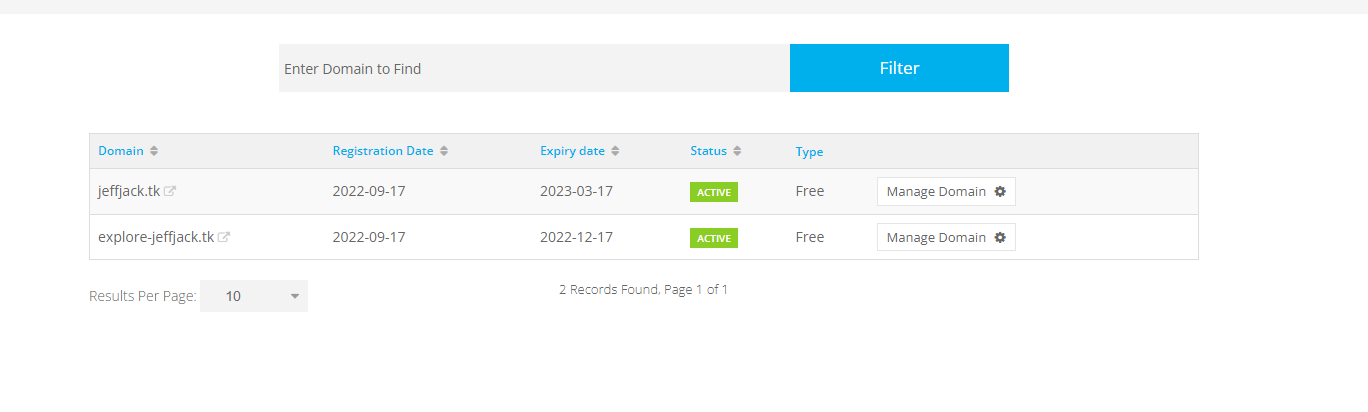 Enter Domain to Find Filter
Domain Registration Date Expiry date Status Type
jeffjack.tk 2022-09-17 2023-03-17 ACTIVE Free Manage Domain
explore-jeffjack.tk 2022-09-17 2022-12-17 ACTIVE Free Manage Domain
Results Per Page: 10 2 Records Found, Page 1 of 1